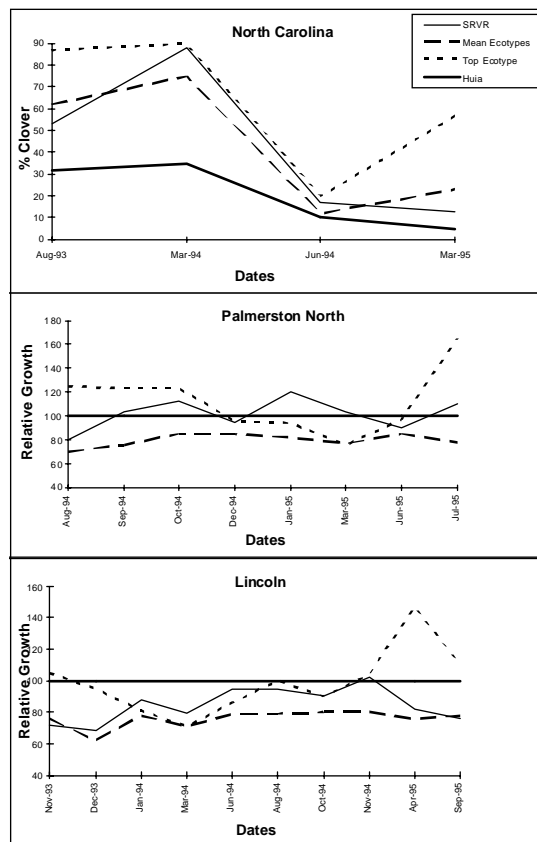 North Carolina
SRVR
Mean Ecotypes
Top Ecotype
Huia
% Clover
90
80
70
60
50
40
30
20
10
0
Aug-93 Mar-94 Jun-94 Mar-95
Dates
Palmerston North
Relative Growth
180
160
140
120
100
80
60
40
Aug-94 Sep-94 Oct-94 Dec-94 Jan-95 Mar-95 Jun-95 Jul-95
Dates
Lincoln
Relative Growth
160
140
120
100
80
60
40
Nov-93 Dec-93 Jan-94 Mar-94 Jun-94 Aug-94 Oct-94 Nov-94 Apr-95 Sep-95
Dates